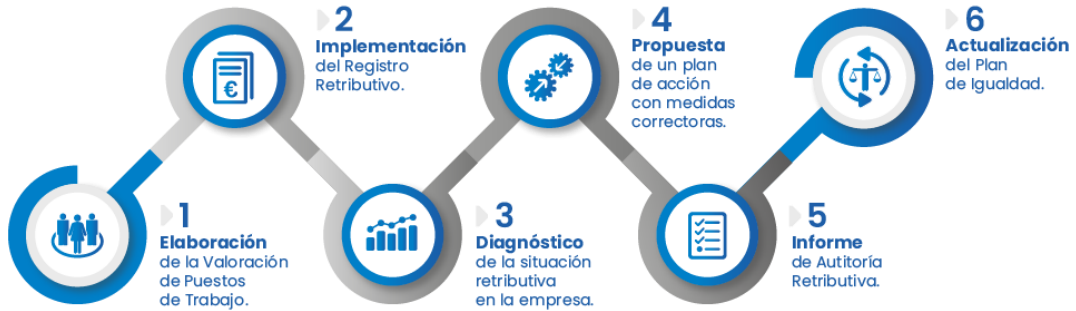 1
Elaboración
de la Valoración
de Puestos
de Trabajo.
2
Implementación
del Registro
Retributivo.
€
3
Diagnóstico
de la situación
retributiva
en la empresa.
4
Propuesta
de un plan
de acción
con medidas
correctoras.
5
Informe
de Autitoría
Retributiva.
6
Actualización
del Plan
de Igualdad.